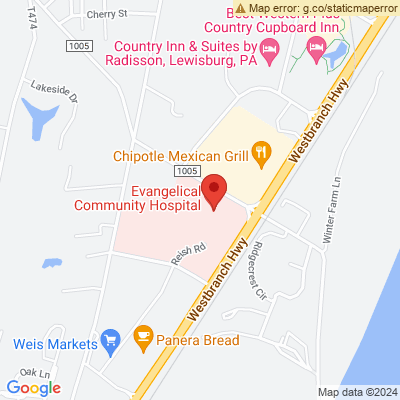 Map error: g.co/staticmaperror
Cherry St
T474
1005
Best Western Plus
Country Cupboard Inn
Country Inn & Suites by
Radisson, Lewisburg, PA
Lakeside Dr
Westbranch Hwy
Chipotle Mexican Grill
1005
Evangelical
Community Hospital
Winter Farm Ln
Reish Rd
Ridgecrest Cir
Westbranch Hwy
Weis Markets
Panera Bread
1005
Oak Ln
Google
Map data ©2024